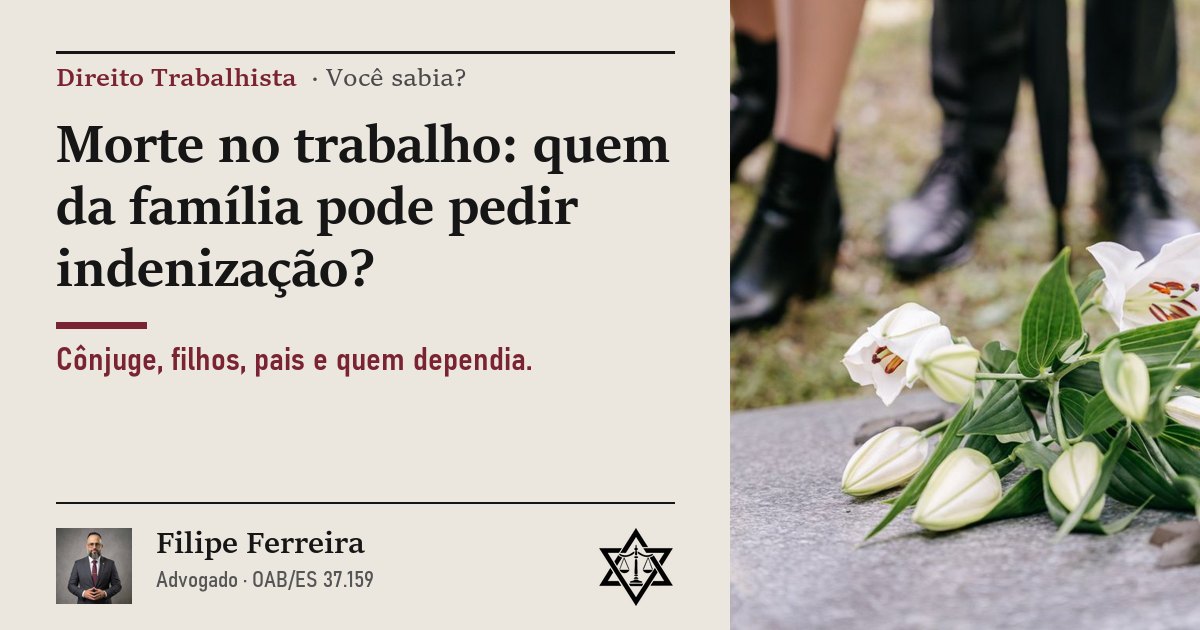 Direito Trabalhista · Você sabia?
Morte no trabalho: quem
da família pode pedir
indenização?
Cônjuge, filhos, pais e quem dependia.
Filipe Ferreira
Advogado · OAB/ES 37.159